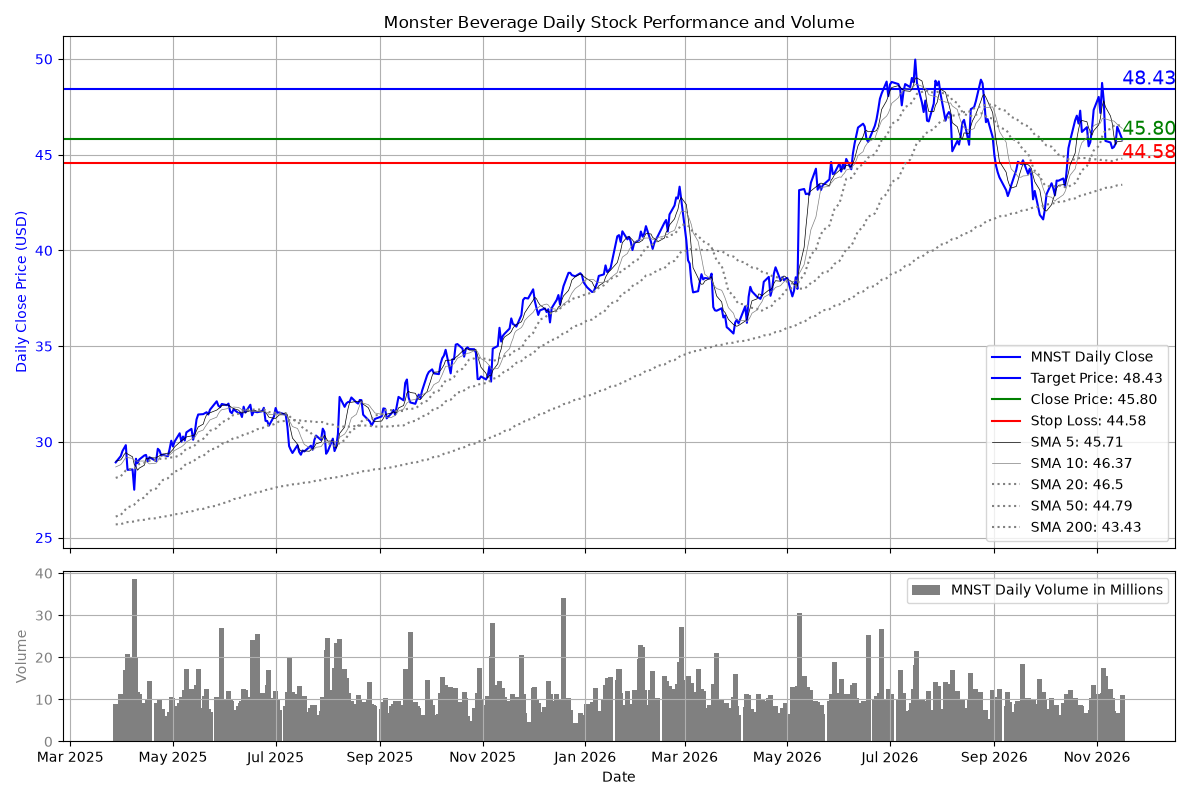 Monster Beverage Daily Stock Performance and Volume
Daily Close Price (USD)
50
45
40
35
30
25
48.43
45.80
44.58
MNST Daily Close
Target Price: 48.43
Close Price: 45.80
Stop Loss: 44.58
SMA 5: 45.71
SMA 10: 46.37
SMA 20: 46.5
SMA 50: 44.79
SMA 200: 43.43
Volume
40
30
20
10
0
MNST Daily Volume in Millions
Mar 2025 May 2025 Jul 2025 Sep 2025 Nov 2025 Jan 2026 Mar 2026 May 2026 Jul 2026 Sep 2026 Nov 2026
Date